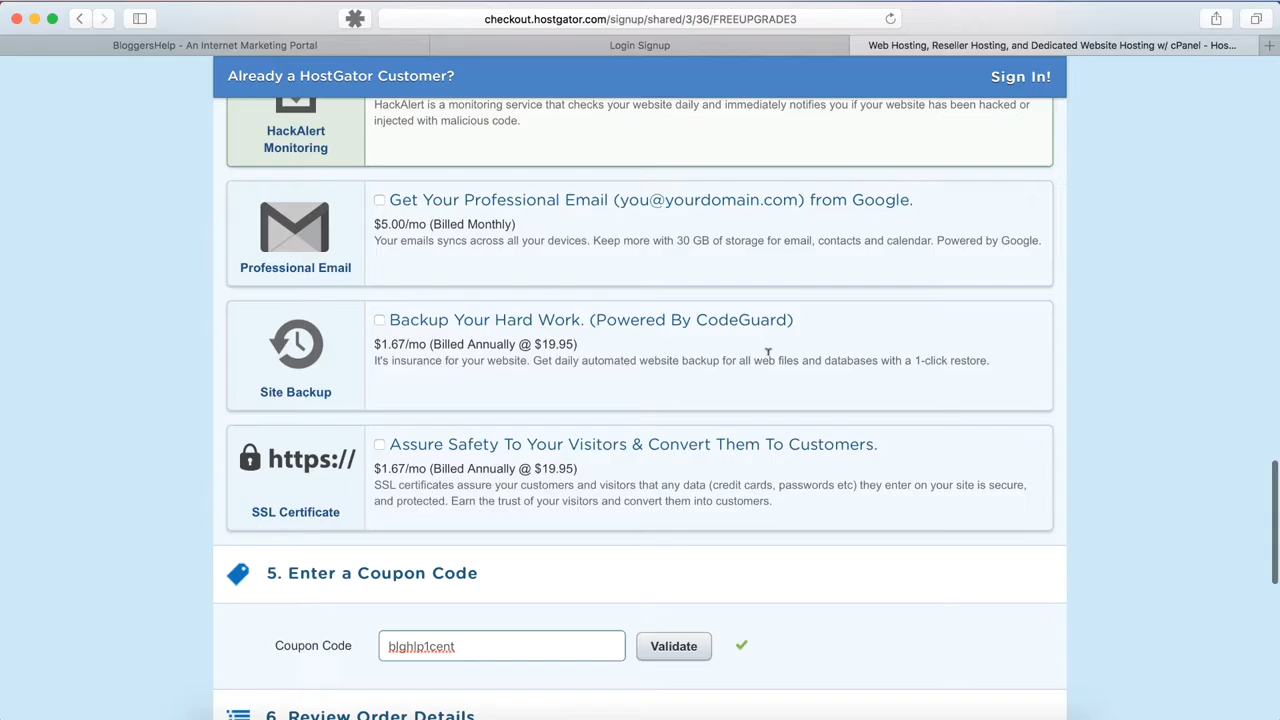 checkout.hostgator.com/signup/shared/3/36/FREEUPGRADE3
BloggersHelp - An Internet Marketing Portal
Login Signup
Web Hosting, Reseller Hosting, and Dedicated Website Hosting w/ cPanel - Hos...
Already a HostGator Customer?
Sign In!
HackAlert
Monitoring
HackAlert is a monitoring service that checks your website daily and immediately notifies you if your website has been hacked or
injected with malicious code.
Professional Email
Get Your Professional Email (you@yourdomain.com) from Google.
$5.00/mo (Billed Monthly)
Your emails syncs across all your devices. Keep more with 30 GB of storage for email, contacts and calendar. Powered by Google.
Site Backup
Backup Your Hard Work. (Powered By CodeGuard)
$1.67/mo (Billed Annually @ $19.95)
It's insurance for your website. Get daily automated website backup for all web files and databases with a 1-click restore.
https://
SSL Certificate
Assure Safety To Your Visitors & Convert Them To Customers.
$1.67/mo (Billed Annually @ $19.95)
SSL certificates assure your customers and visitors that any data (credit cards, passwords etc) they enter on your site is secure,
and protected. Earn the trust of your visitors and convert them into customers.
5. Enter a Coupon Code
Coupon Code
blghlp1cent
Validate
6. Review Order Details